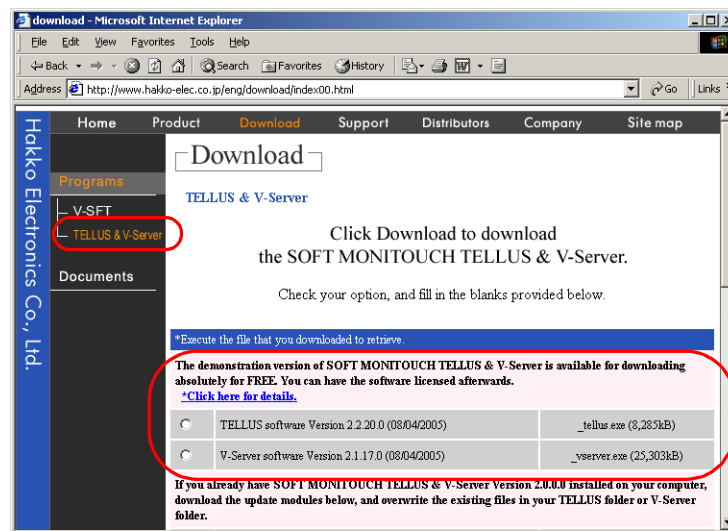 download - Microsoft Internet Explorer
File Edit View Favorites Tools Help
Back Search Favorites History
Address http://www.hakko-elec.co.jp/eng/download/index00.html Go Links
Hakko Electronics Co., Ltd.
Home Product Download Support Distributors Company Site map
Download
Programs
V-SFT
TELLUS & V-Server
Documents
TELLUS & V-Server
Click Download to download
the SOFT MONITOUCH TELLUS & V-Server.
Check your option, and fill in the blanks provided below.
*Execute the file that you downloaded to retrieve.
The demonstration version of SOFT MONITOUCH TELLUS & V-Server is available for downloading
absolutely for FREE. You can have the software licensed afterwards.
*Click here for details.
TELLUS software Version 2.2.20.0 (08/04/2005) _tellus.exe (8,285kB)
V-Server software Version 2.1.17.0 (08/04/2005) _vserver.exe (25,303kB)
If you already have SOFT MONITOUCH TELLUS & V-Server Version 2.0.0.0 installed on your computer,
download the update modules below, and overwrite the existing files in your TELLUS folder or V-Server
folder.